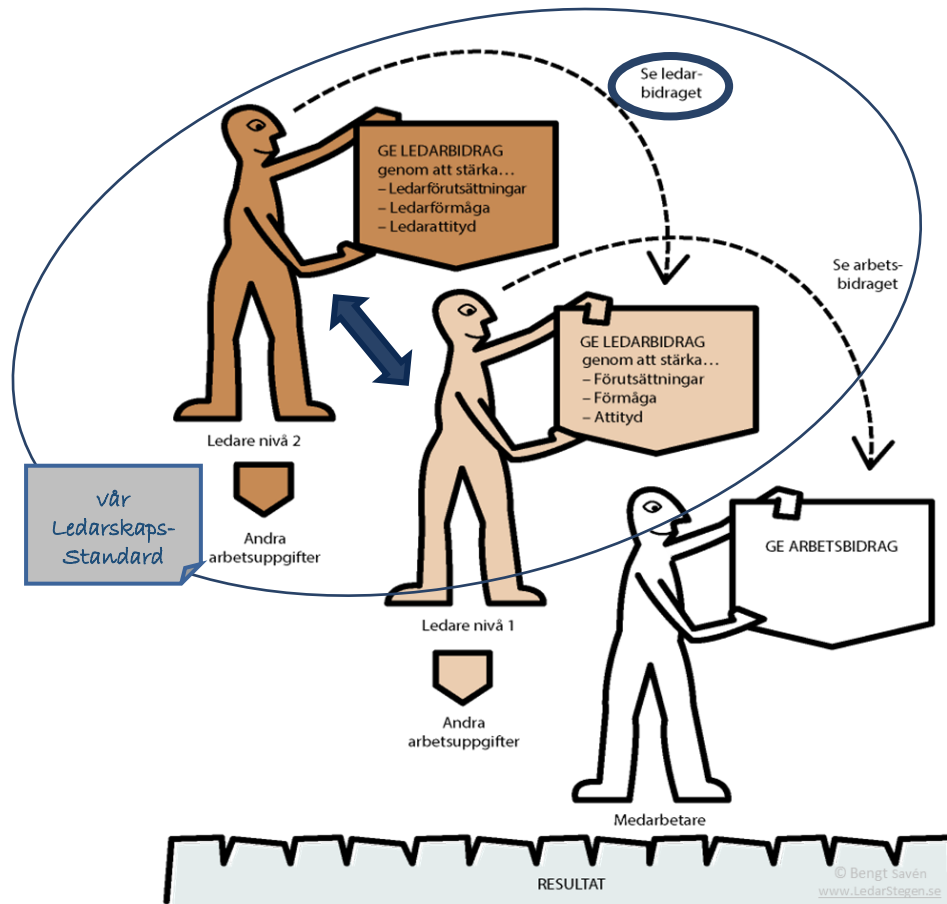 Se ledar-
bidraget
GE LEDARBIDRAG
genom att stärka...
– Ledarförutsättningar
– Ledarförmåga
– Ledarattityd
Se arbets-
bidraget
GE LEDARBIDRAG
genom att stärka...
– Förutsättningar
– Förmåga
– Attityd
Ledare nivå 2
vår
Ledarskaps-
Standard
Andra
arbetsuppgifter
GE ARBETSBIDRAG
Ledare nivå 1
Andra
arbetsuppgifter
Medarbetare
RESULTAT
© Bengt Savén
www.LedarStegen.se